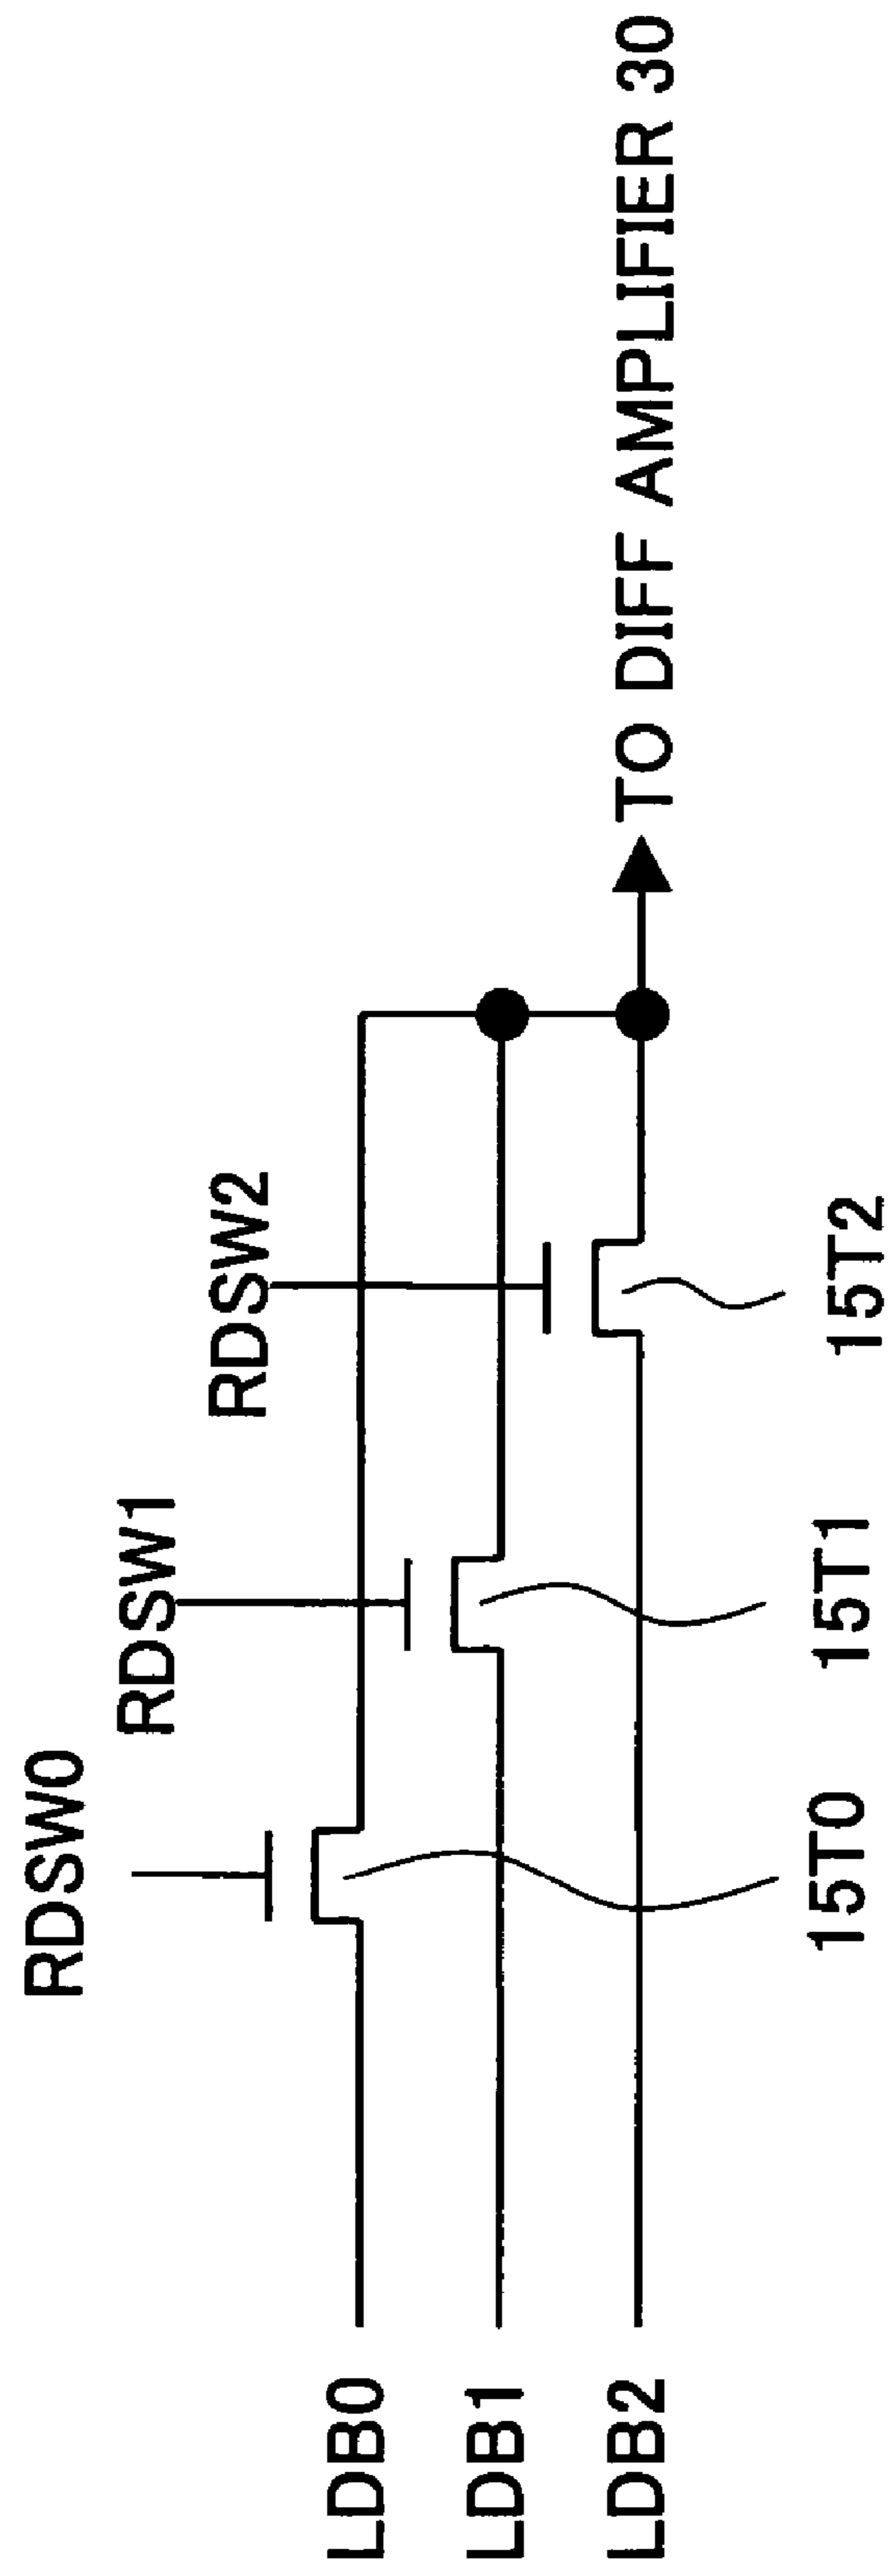 RDSW0
RDSW1
RDSW2
LDB0
LDB1
LDB2
TO DIFF AMPLIFIER 30
15T0
15T1
15T2